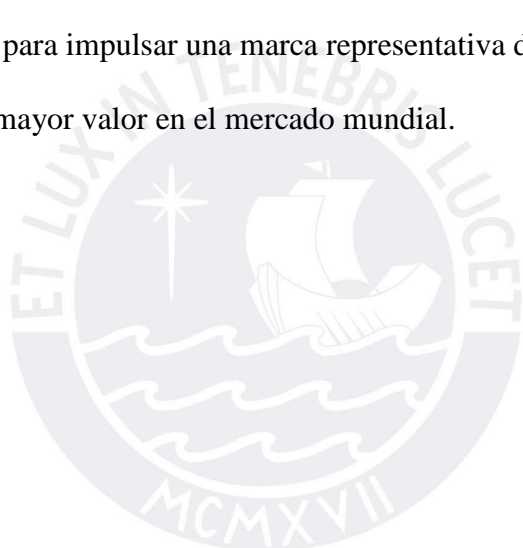 para impulsar una marca representativa d
mayor valor en el mercado mundial.
ET LUX IN TENEBRIS LUCET
MCMXVII